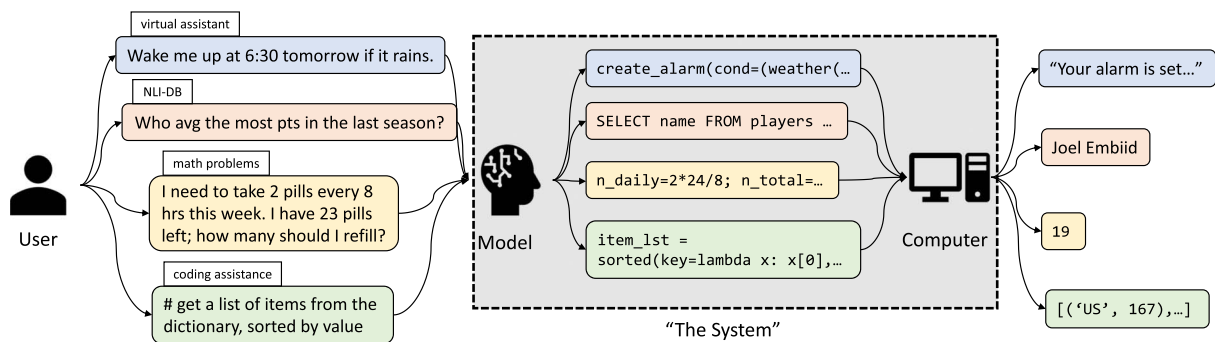 virtual assistant
Wake me up at 6:30 tomorrow if it rains.
NLI-DB
Who avg the most pts in the last season?
math problems
I need to take 2 pills every 8
hrs this week. I have 23 pills
left; how many should I refill?
coding assistance
# get a list of items from the
dictionary, sorted by value
User
Model
create_alarm(cond=(weather(…
SELECT name FROM players …
n_daily=2*24/8; n_total=…
item_lst =
sorted(key=lambda x: x[0],…
Computer
“The System”
“Your alarm is set…”
Joel Embiid
19
[(‘US’, 167),…]